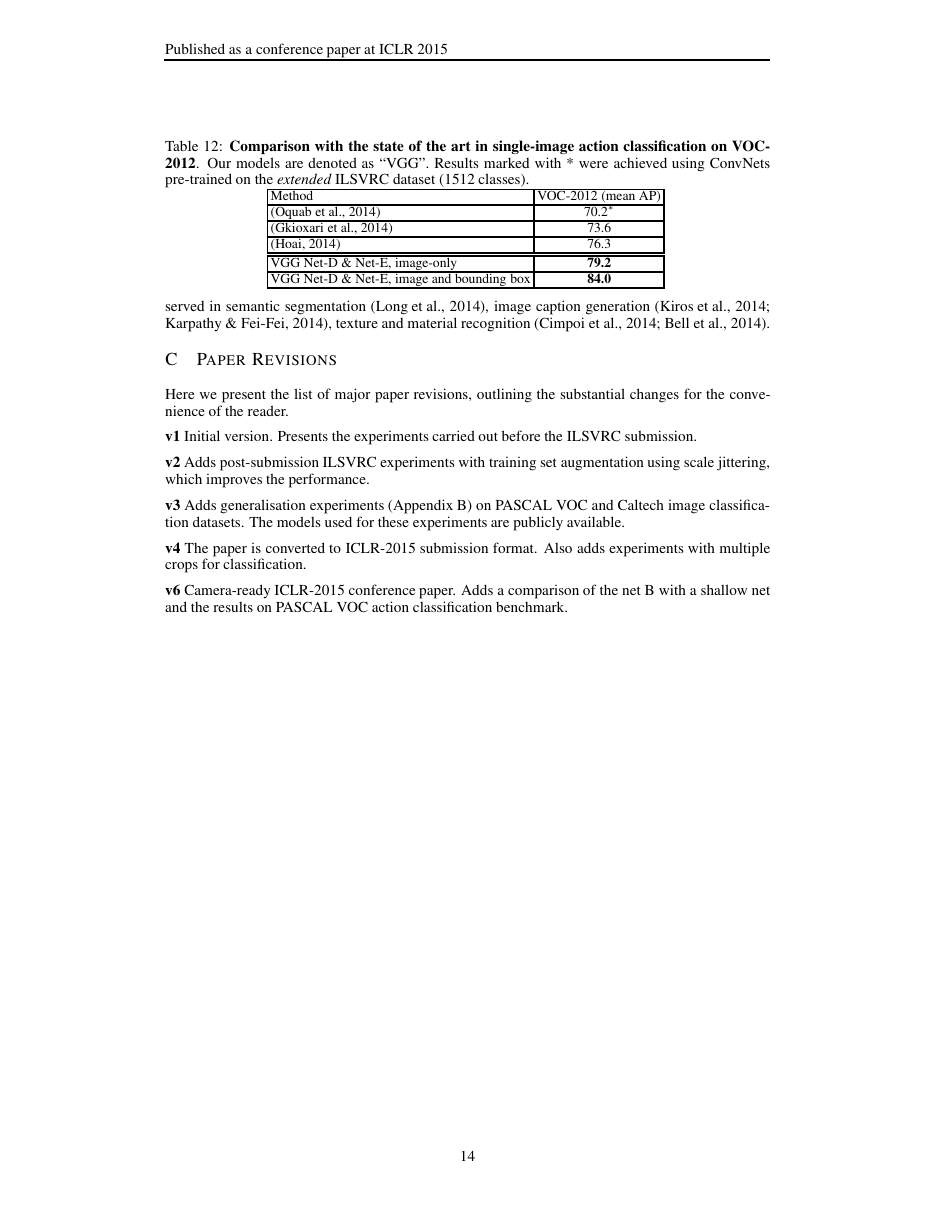 Published as a conference paper at ICLR 2015
Table 12: Comparison with the state of the art in single-image action classification on VOC-
2012. Our models are denoted as “VGG”. Results marked with * were achieved using ConvNets
pre-trained on the extended ILSVRC dataset (1512 classes).
Method VOC-2012 (mean AP)
(Oquab et al., 2014) 70.2*
(Gkioxari et al., 2014) 73.6
(Hoai, 2014) 76.3
VGG Net-D & Net-E, image-only 79.2
VGG Net-D & Net-E, image and bounding box 84.0
served in semantic segmentation (Long et al., 2014), image caption generation (Kiros et al., 2014;
Karpathy & Fei-Fei, 2014), texture and material recognition (Cimpoi et al., 2014; Bell et al., 2014).
C PAPER REVISIONS
Here we present the list of major paper revisions, outlining the substantial changes for the conve-
nience of the reader.
v1 Initial version. Presents the experiments carried out before the ILSVRC submission.
v2 Adds post-submission ILSVRC experiments with training set augmentation using scale jittering,
which improves the performance.
v3 Adds generalisation experiments (Appendix B) on PASCAL VOC and Caltech image classifica-
tion datasets. The models used for these experiments are publicly available.
v4 The paper is converted to ICLR-2015 submission format. Also adds experiments with multiple
crops for classification.
v6 Camera-ready ICLR-2015 conference paper. Adds a comparison of the net B with a shallow net
and the results on PASCAL VOC action classification benchmark.
14